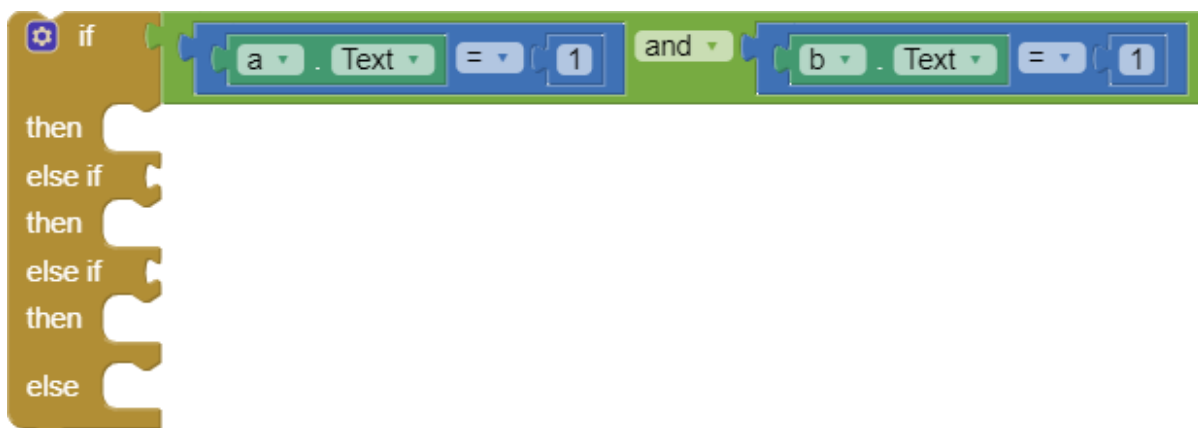 if a . Text = 1 and b . Text = 1
then
else if
then
else if
then
else